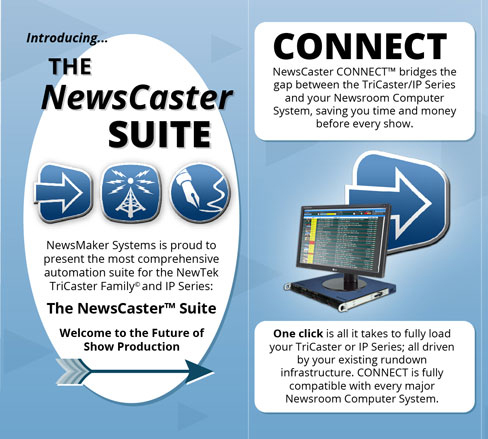 Introducing...
THE
NewsCaster
SUITE
NewsMaker Systems is proud to
present the most comprehensive
automation suite for the NewTek
TriCaster Family© and IP Series:
The NewsCaster™ Suite
Welcome to the Future of
Show Production
CONNECT
NewsCaster CONNECT™ bridges the
gap between the TriCaster/IP Series
and your Newsroom Computer
System, saving you time and money
before every show.
One click is all it takes to fully load
your TriCaster or IP Series; all driven
by your existing rundown
infrastructure. CONNECT is fully
compatible with every major
Newsroom Computer System.